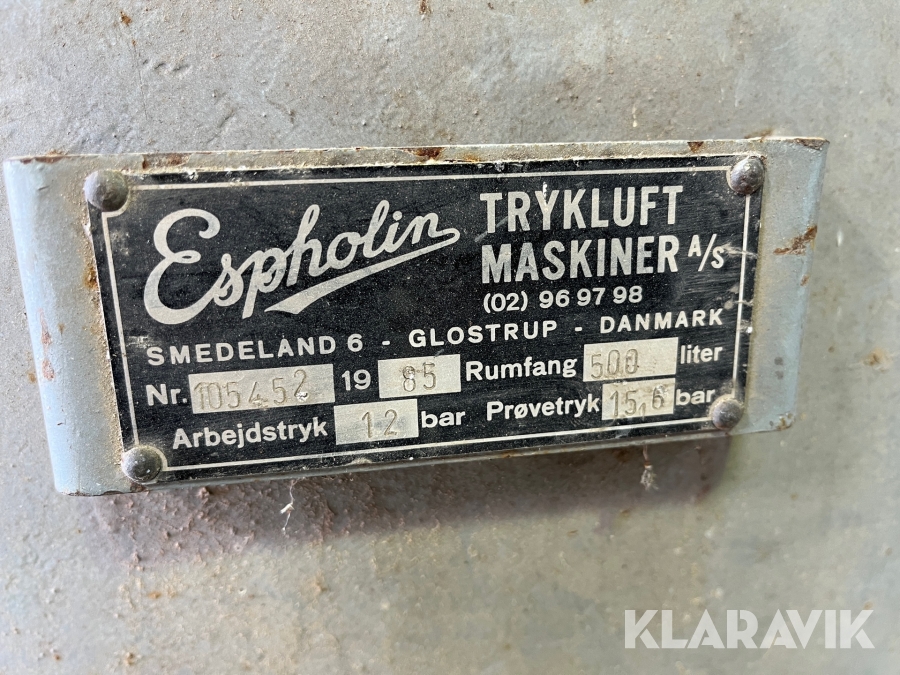 Espholin TRYKLUFT
MASKINER A/S
(02) 96 97 98
SMEDELAND 6 - GLOSTRUP - DANMARK
Nr. 105452 19 85 Rumfang 500 liter
Arbejdstryk 12 bar Prøvetryk 15,6 bar
KLARAVIK